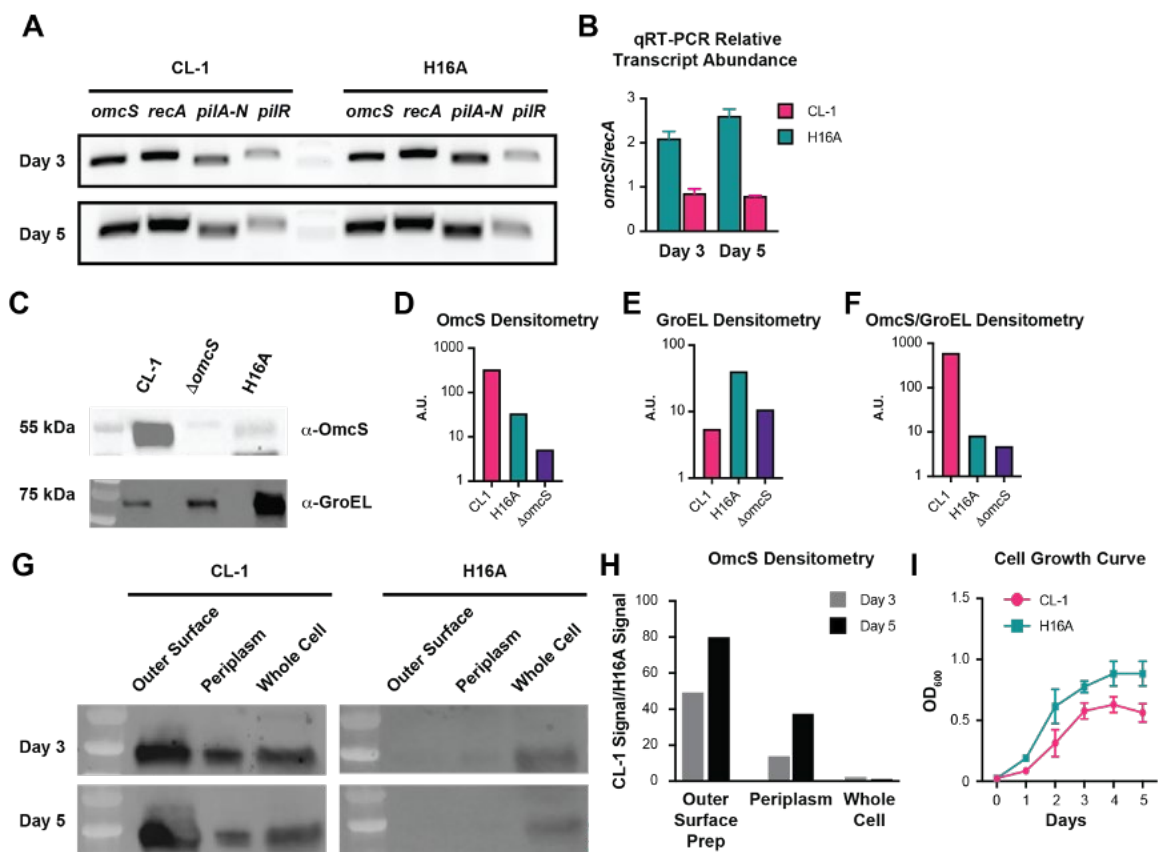 A
CL-1 H16A
omcS recA pilA-N pilR omcS recA pilA-N pilR
Day 3
Day 5
B
qRT-PCR Relative
Transcript Abundance
omcS/recA
3
2
1
0
CL-1
H16A
Day 3 Day 5
C
CL-1 ΔomcS H16A
55 kDa α-OmcS
75 kDa α-GroEL
D
OmcS Densitometry
A.U.
1000
100
10
1
CL1 H16A ΔomcS
E
GroEL Densitometry
A.U.
100
10
1
CL1 H16A ΔomcS
F
OmcS/GroEL Densitometry
A.U.
1000
100
10
1
CL1 H16A ΔomcS
G
CL-1 H16A
Outer Surface Periplasm Whole Cell Outer Surface Periplasm Whole Cell
Day 3
Day 5
H
OmcS Densitometry
CL-1 Signal/H16A Signal
100
80
60
40
20
0
Day 3
Day 5
Outer Periplasm Whole
Surface Cell
Prep
I
Cell Growth Curve
OD600
1.5
1.0
0.5
0
CL-1
H16A
0 1 2 3 4 5
Days